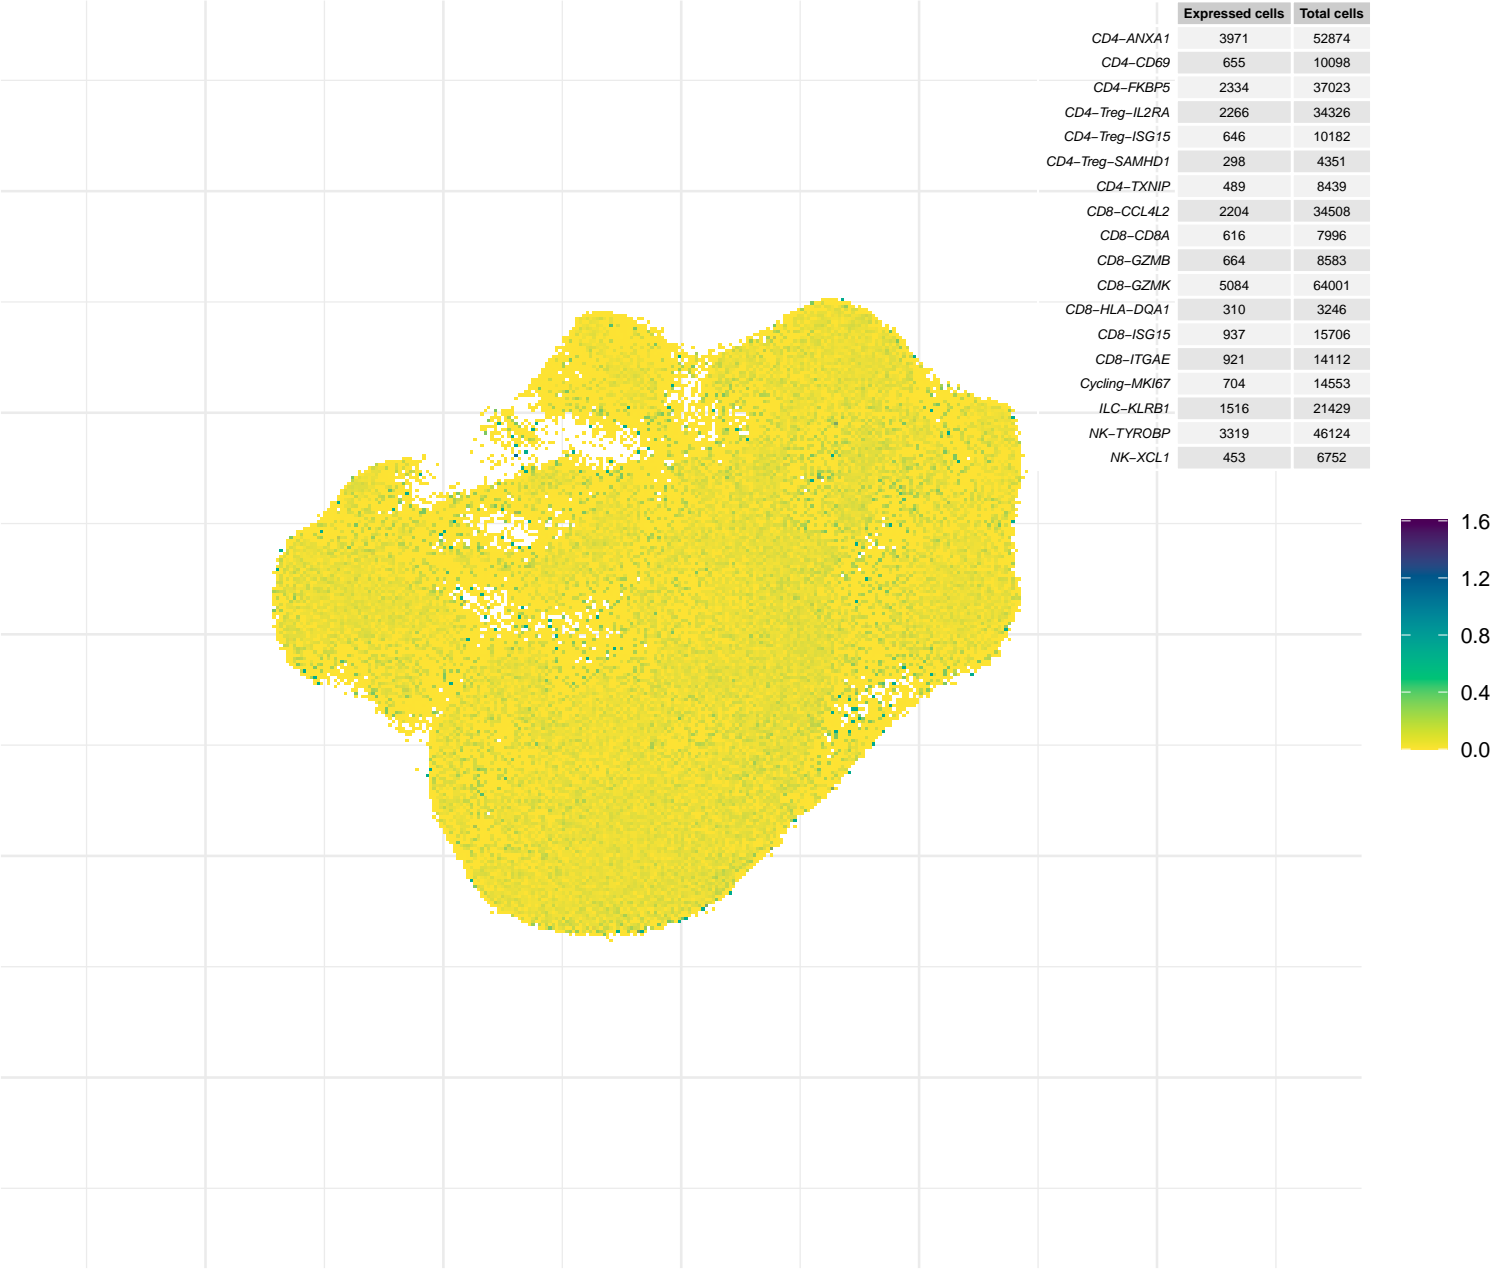 Expressed cells Total cells
CD4−ANXA1 3971 52874
CD4−CD69 655 10098
CD4−FKBP5 2334 37023
CD4−Treg−IL2RA 2266 34326
CD4−Treg−ISG15 646 10182
CD4−Treg−SAMHD1 298 4351
CD4−TXNIP 489 8439
CD8−CCL4L2 2204 34508
CD8−CD8A 616 7996
CD8−GZMB 664 8583
CD8−GZMK 5084 64001
CD8−HLA−DQA1 310 3246
CD8−ISG15 937 15706
CD8−ITGAE 921 14112
Cycling−MKI67 704 14553
ILC−KLRB1 1516 21429
NK−TYROBP 3319 46124
NK−XCL1 453 6752
1.6
1.2
0.8
0.4
0.0